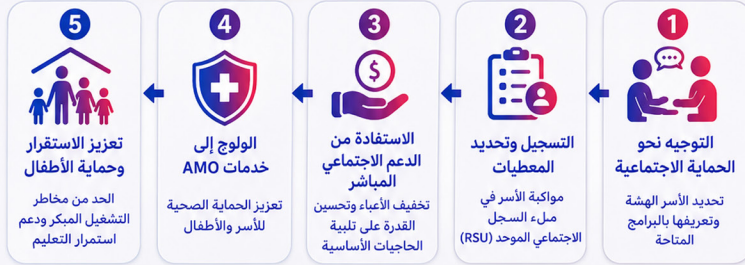 1
التوجيه نحو
الحماية الاجتماعية
تحديد الأسر الهشة
وتعريفها بالبرامج
المتاحة
2
التسجيل وتحديد
المعطيات
مواكبة الأسر في
ملء السجل
الاجتماعي الموحد (RSU)
3
الاستفادة من
الدعم الاجتماعي
المباشر
تخفيف الأعباء وتحسين
القدرة على تلبية
الحاجيات الأساسية
4
الولوج إلى
خدمات AMO
تعزيز الحماية الصحية
للأسر والأطفال
5
تعزيز الاستقرار
وحماية الأطفال
الحد من مخاطر
التشغيل المبكر ودعم
استمرار التعليم